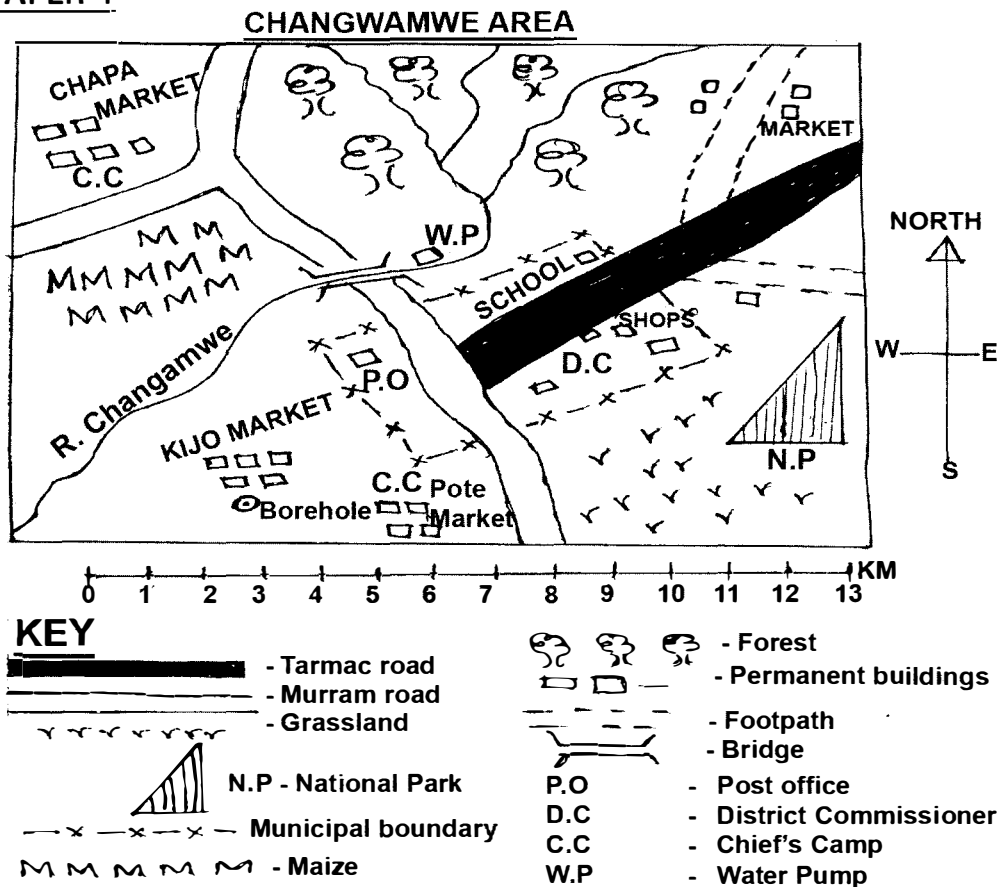 CHANGWAMWE AREA
CHAPA
MARKET
C.C
MARKET
W.P
NORTH
SCHOOL
SHOPS
W
E
D.C
P.O
R. Changamwe
KIJO MARKET
N.P
S
C.C Pote
Market
Borehole
KM
0 1 2 3 4 5 6 7 8 9 10 11 12 13
KEY
- Tarmac road
- Murram road
- Grassland
N.P - National Park
Municipal boundary
- Maize
- Forest
- Permanent buildings
- Footpath
- Bridge
P.O - Post office
D.C - District Commissioner
C.C - Chief's Camp
W.P - Water Pump